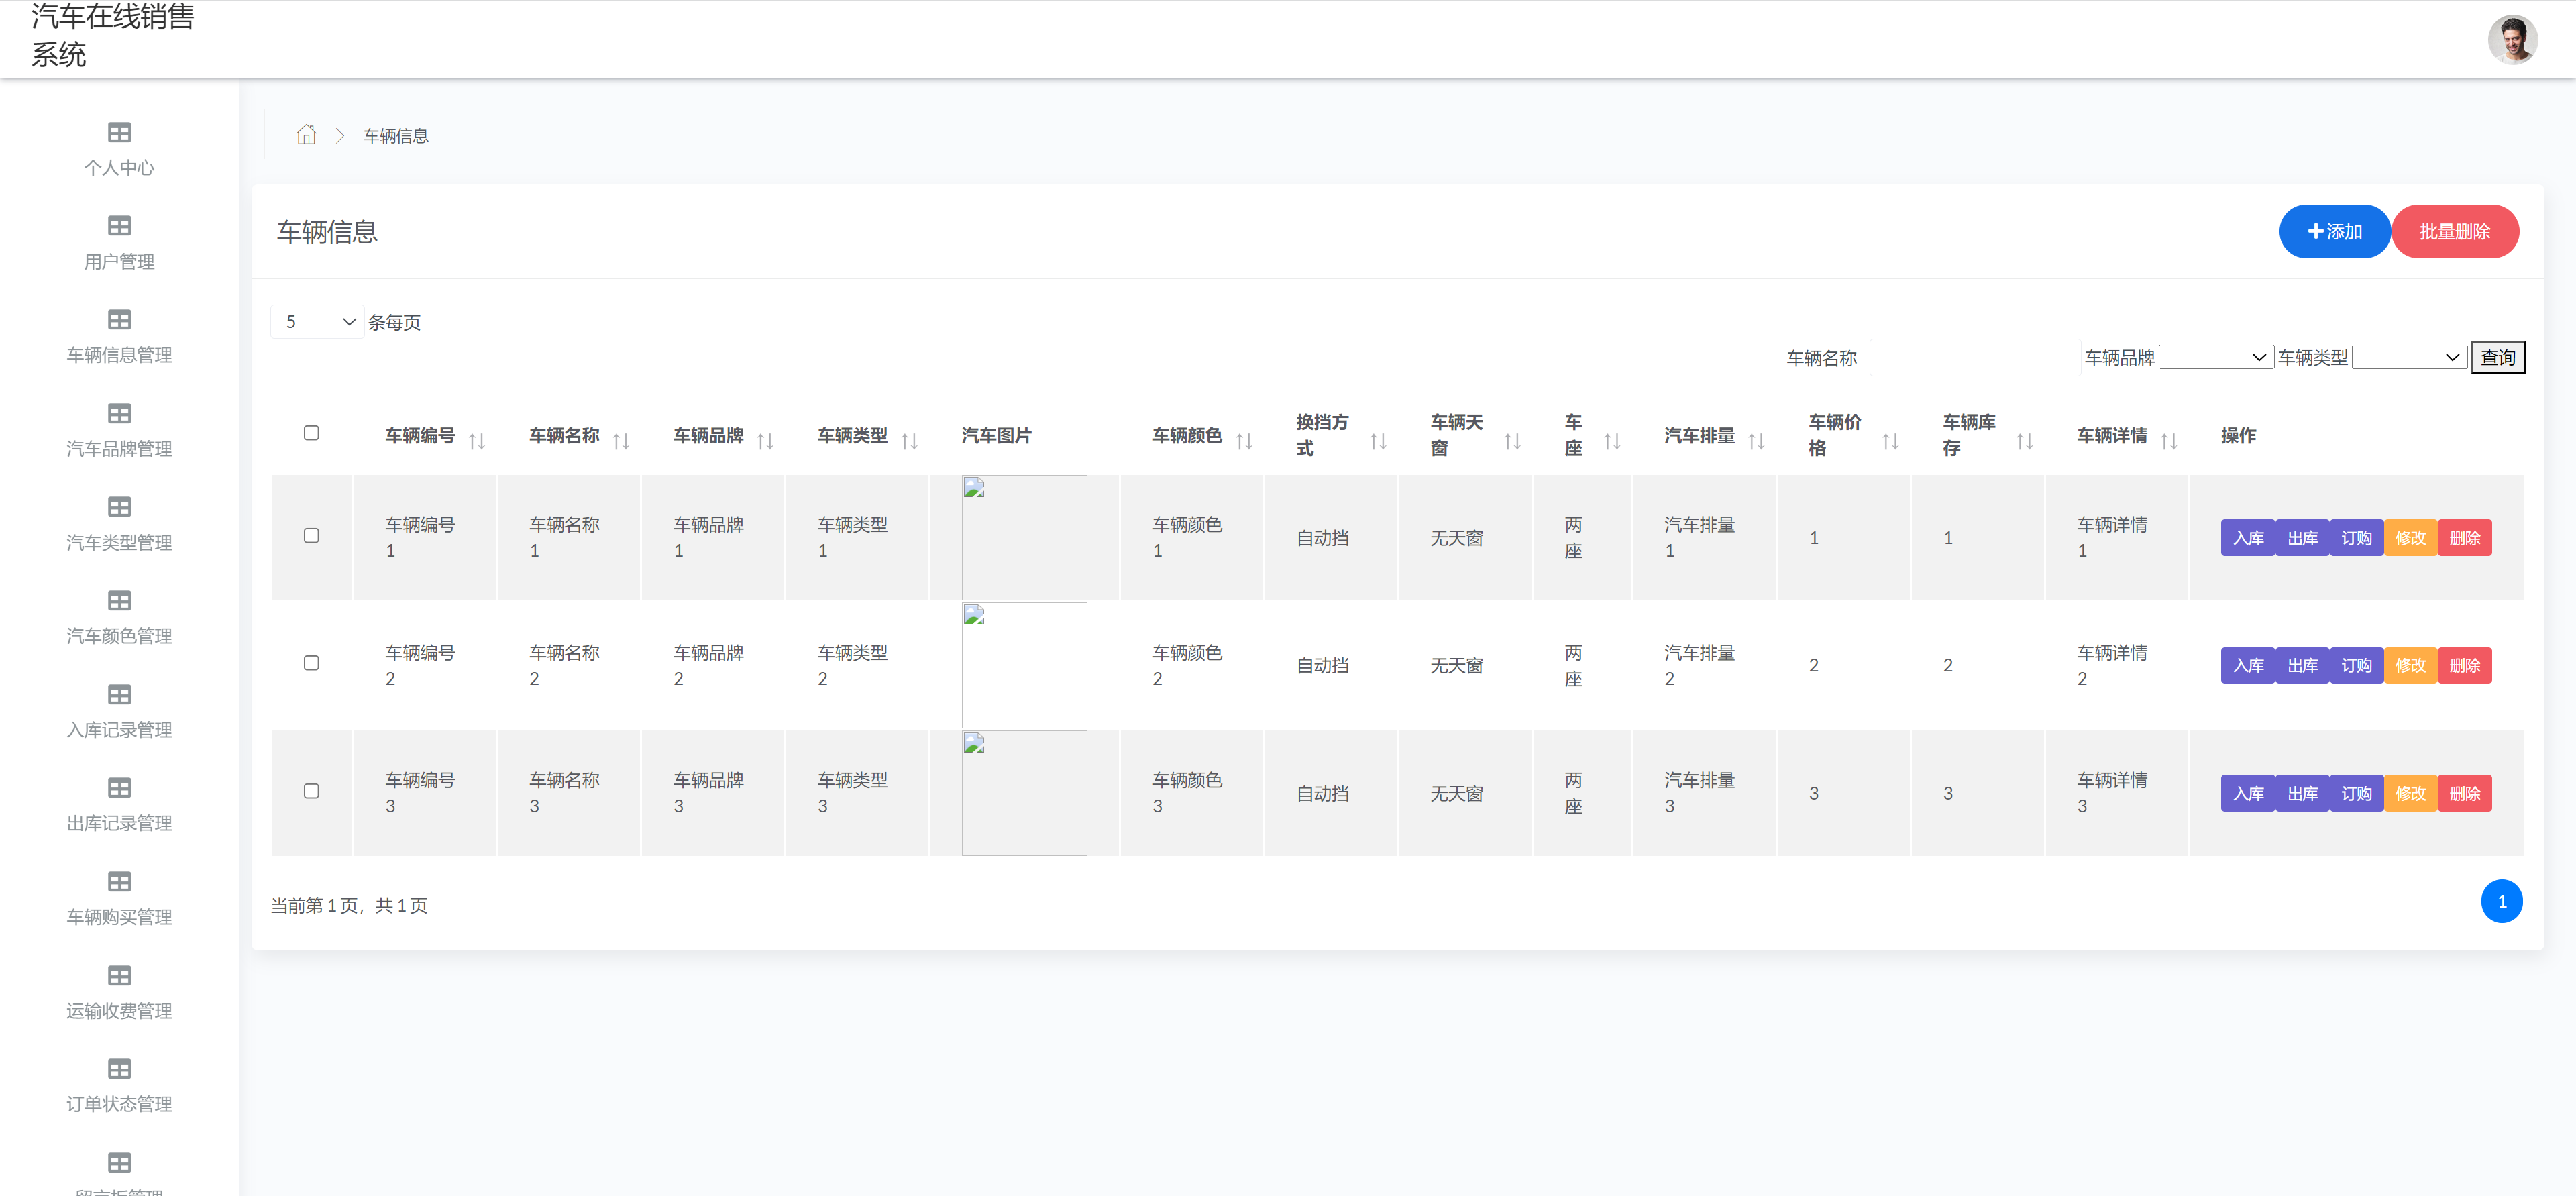 汽车在线销售
系统
个人中心
用户管理
车辆信息管理
汽车品牌管理
汽车类型管理
汽车颜色管理
入库记录管理
出库记录管理
车辆购买管理
运输收费管理
订单状态管理
留言板管理
车辆信息
车辆信息
添加 批量删除
5 条每页
车辆名称 车辆品牌 车辆类型 查询
车辆编号 车辆名称 车辆品牌 车辆类型 汽车图片 车辆颜色 换挡方式 车辆天窗 车座 汽车排量 车辆价格 车辆库存 车辆详情 操作
车辆编号1 车辆名称1 车辆品牌1 车辆类型1 车辆颜色1 自动挡 无天窗 两座 汽车排量1 1 1 车辆详情1 入库 出库 订购 修改 删除
车辆编号2 车辆名称2 车辆品牌2 车辆类型2 车辆颜色2 自动挡 无天窗 两座 汽车排量2 2 2 车辆详情2 入库 出库 订购 修改 删除
车辆编号3 车辆名称3 车辆品牌3 车辆类型3 车辆颜色3 自动挡 无天窗 两座 汽车排量3 3 3 车辆详情3 入库 出库 订购 修改 删除
当前第 1 页，共 1 页 1